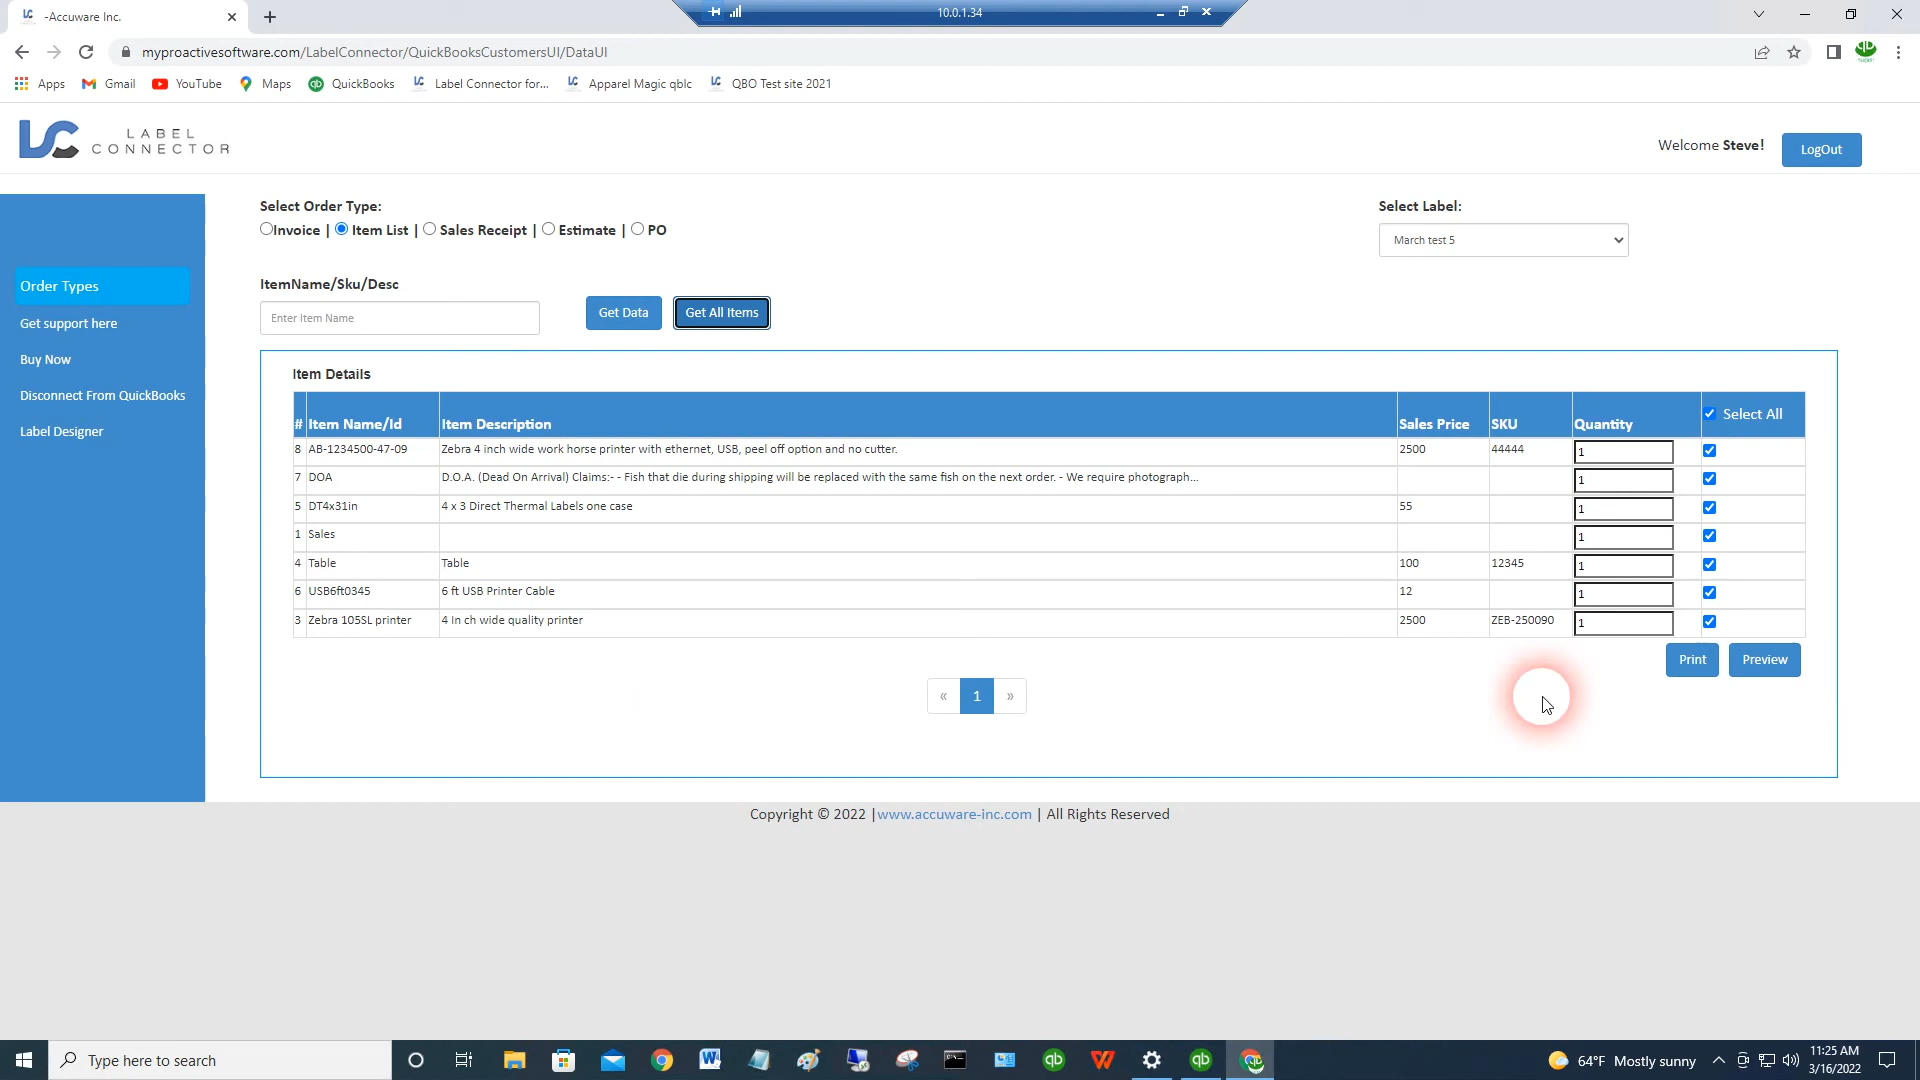 -Accuware Inc.
10.0.1.34
myproactivesoftware.com/LabelConnector/QuickBooksCustomersUI/DataUI
Apps Gmail YouTube Maps QuickBooks Label Connector for... Apparel Magic qblc QBO Test site 2021
LABEL
CONNECTOR
Welcome Steve! LogOut
Select Order Type: Select Label:
Invoice | Item List | Sales Receipt | Estimate | PO March test 5
Order Types
Get support here
Buy Now
Disconnect From QuickBooks
Label Designer
ItemName/Sku/Desc
Enter Item Name Get Data Get All Items
Item Details
# Item Name/Id Item Description Sales Price SKU Quantity Select All
8 AB-1234500-47-09 Zebra 4 inch wide work horse printer with ethernet, USB, peel off option and no cutter. 2500 44444 1
7 DOA D.O.A. (Dead On Arrival) Claims:- - Fish that die during shipping will be replaced with the same fish on the next order. - We require photograph... 1
5 DT4x31in 4 x 3 Direct Thermal Labels one case 55 1
1 Sales 1
4 Table Table 100 12345 1
6 USB6ft0345 6 ft USB Printer Cable 12 1
3 Zebra 105SL printer 4 In ch wide quality printer 2500 ZEB-250090 1
Print Preview
« 1 »
Copyright © 2022 |www.accuware-inc.com | All Rights Reserved
Type here to search
64°F Mostly sunny
11:25 AM
3/16/2022